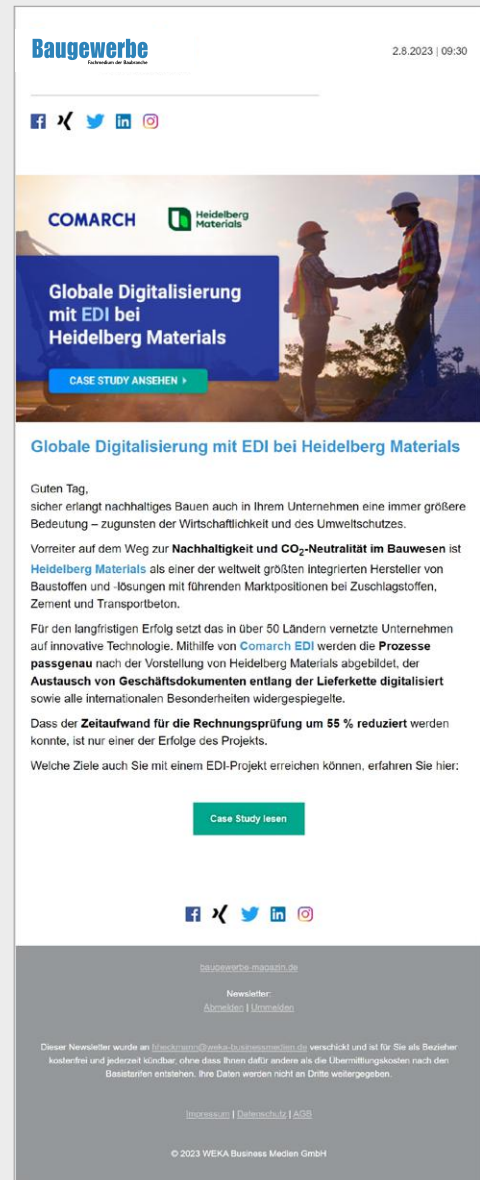 Baugewerbe
Fachmedium der Baubranche
2.8.2023 | 09:30
COMARCH
Heidelberg
Materials
Globale Digitalisierung
mit EDI bei
Heidelberg Materials
CASE STUDY ANSEHEN
Globale Digitalisierung mit EDI bei Heidelberg Materials
Guten Tag,
sicher erlangt nachhaltiges Bauen auch in Ihrem Unternehmen eine immer größere
Bedeutung – zugunsten der Wirtschaftlichkeit und des Umweltschutzes.
Vorreiter auf dem Weg zur Nachhaltigkeit und CO₂-Neutralität im Bauwesen ist
Heidelberg Materials als einer der weltweit größten integrierten Hersteller von
Baustoffen und -lösungen mit führenden Marktpositionen bei Zuschlagstoffen,
Zement und Transportbeton.
Für den langfristigen Erfolg setzt das in über 50 Ländern vernetzte Unternehmen
auf innovative Technologie. Mithilfe von Comarch EDI werden die Prozesse
passgenau nach der Vorstellung von Heidelberg Materials abgebildet, der
Austausch von Geschäftsdokumenten entlang der Lieferkette digitalisiert
sowie alle internationalen Besonderheiten widergespiegelte.
Dass der Zeitaufwand für die Rechnungsprüfung um 55 % reduziert werden
konnte, ist nur einer der Erfolge des Projekts.
Welche Ziele auch Sie mit einem EDI-Projekt erreichen können, erfahren Sie hier:
Case Study lesen
baugewerbe-magazin.de
Newsletter:
Abmelden | Ummelden
Dieser Newsletter wurde an hheckmann@weka-businessmedien.de verschickt und ist für Sie als Bezieher
kostenfrei und jederzeit kündbar, ohne dass Ihnen dafür andere als die Übermittlungskosten nach den
Basistarifen entstehen. Ihre Daten werden nicht an Dritte weitergegeben.
Impressum | Datenschutz | AGB
© 2023 WEKA Business Medien GmbH